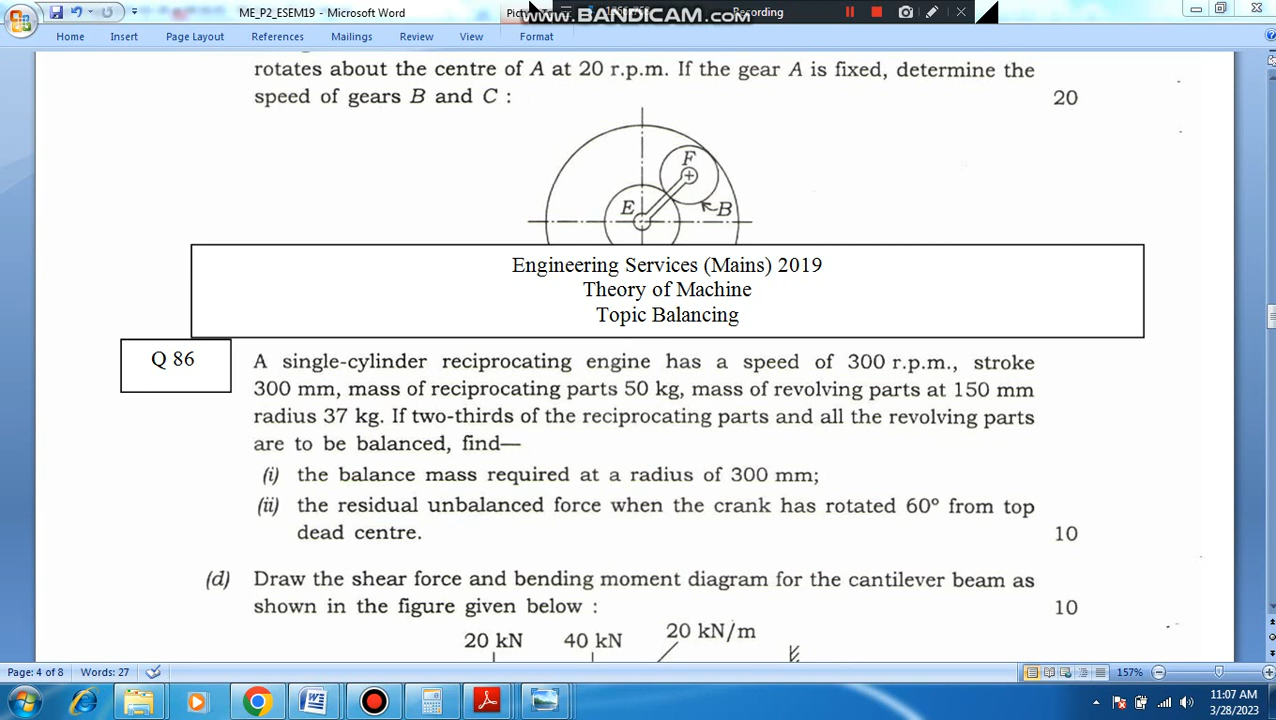 ME_P2_ESEM19 - Microsoft Word
www.BANDICAM.com
Recording
Home Insert Page Layout References Mailings Review View Format
rotates about the centre of A at 20 r.p.m. If the gear A is fixed, determine the
speed of gears B and C :
20
F
E
B
Engineering Services (Mains) 2019
Theory of Machine
Topic Balancing
Q 86
A single-cylinder reciprocating engine has a speed of 300 r.p.m., stroke
300 mm, mass of reciprocating parts 50 kg, mass of revolving parts at 150 mm
radius 37 kg. If two-thirds of the reciprocating parts and all the revolving parts
are to be balanced, find—
(i) the balance mass required at a radius of 300 mm;
(ii) the residual unbalanced force when the crank has rotated 60° from top
dead centre.
10
(d) Draw the shear force and bending moment diagram for the cantilever beam as
shown in the figure given below :
10
20 kN 40 kN 20 kN/m
Page: 4 of 8 Words: 27 157%
11:07 AM
3/28/2023